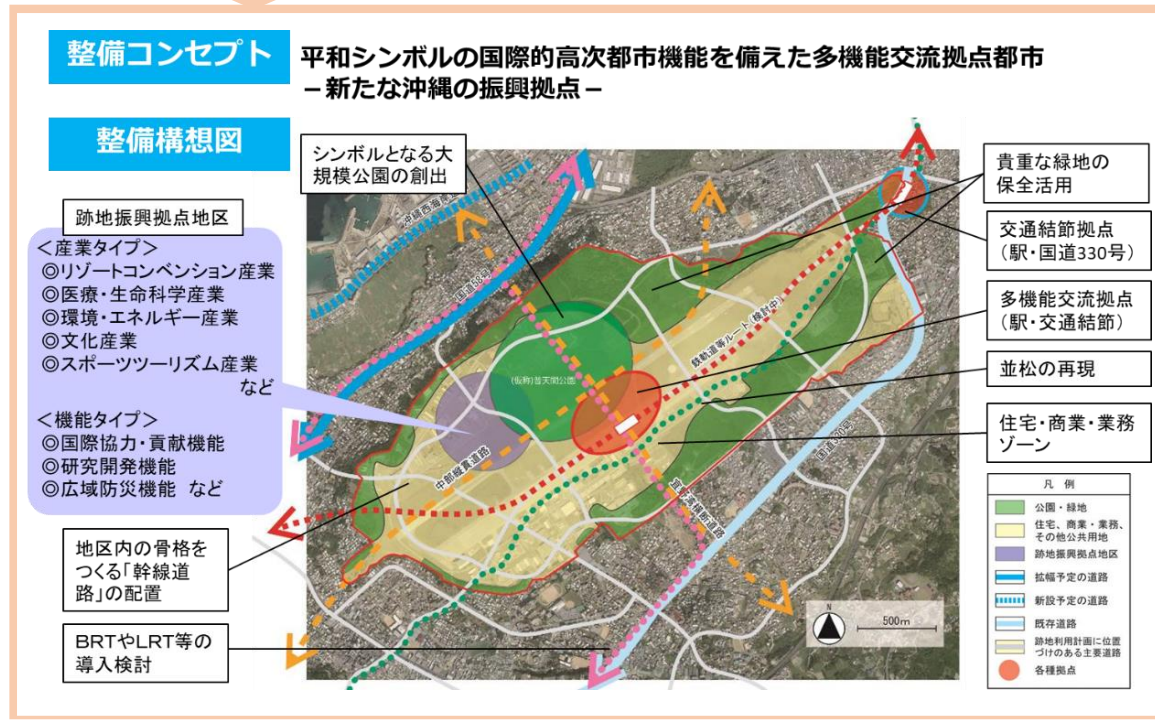 整備コンセプト
平和シンボルの国際的高次都市機能を備えた多機能交流拠点都市
－新たな沖縄の振興拠点－
整備構想図
シンボルとなる大
規模公園の創出
貴重な緑地の
保全活用
跡地振興拠点地区
＜産業タイプ＞
◎リゾートコンベンション産業
◎医療・生命科学産業
◎環境・エネルギー産業
◎文化産業
◎スポーツツーリズム産業
など
＜機能タイプ＞
◎国際協力・貢献機能
◎研究開発機能
◎広域防災機能 など
交通結節拠点
（駅・国道330号）
多機能交流拠点
（駅・交通結節）
並松の再現
住宅・商業・業務
ゾーン
地区内の骨格を
つくる「幹線道
路」の配置
BRTやLRT等の
導入検討
沖縄西海岸
国道58号
鉄軌道等ルート(検討中)
(仮称)普天間公園
中部縦貫道路
宜野湾横断道路
国道330号
N
500m
凡 例
公園・緑地
住宅、商業・業務、
その他公共用地
跡地振興拠点地区
拡幅予定の道路
新設予定の道路
既存道路
跡地利用計画に位置
づけのある主要道路
各種拠点